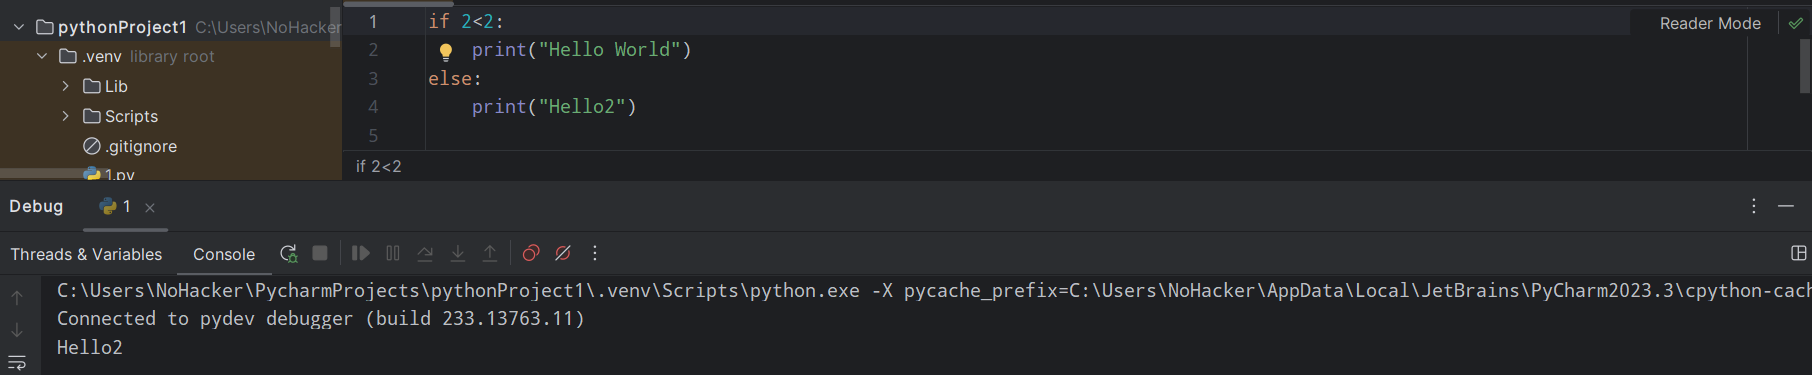 pythonProject1 C:\Users\NoHacker
.venv library root
Lib
Scripts
.gitignore
1.py
1 if 2<2:
2 print("Hello World")
3 else:
4 print("Hello2")
5
Reader Mode
if 2<2
Debug 1
Threads & Variables Console
C:\Users\NoHacker\PycharmProjects\pythonProject1\.venv\Scripts\python.exe -X pycache_prefix=C:\Users\NoHacker\AppData\Local\JetBrains\PyCharm2023.3\cpython-cach
Connected to pydev debugger (build 233.13763.11)
Hello2